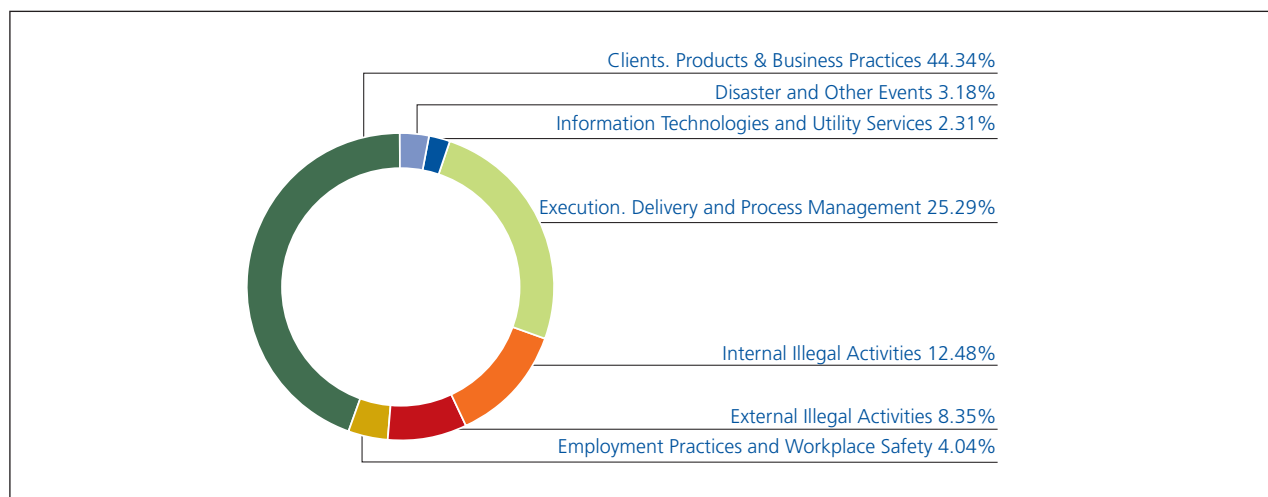 Clients. Products & Business Practices 44.34%
Disaster and Other Events 3.18%
Information Technologies and Utility Services 2.31%
Execution. Delivery and Process Management 25.29%
Internal Illegal Activities 12.48%
External Illegal Activities 8.35%
Employment Practices and Workplace Safety 4.04%